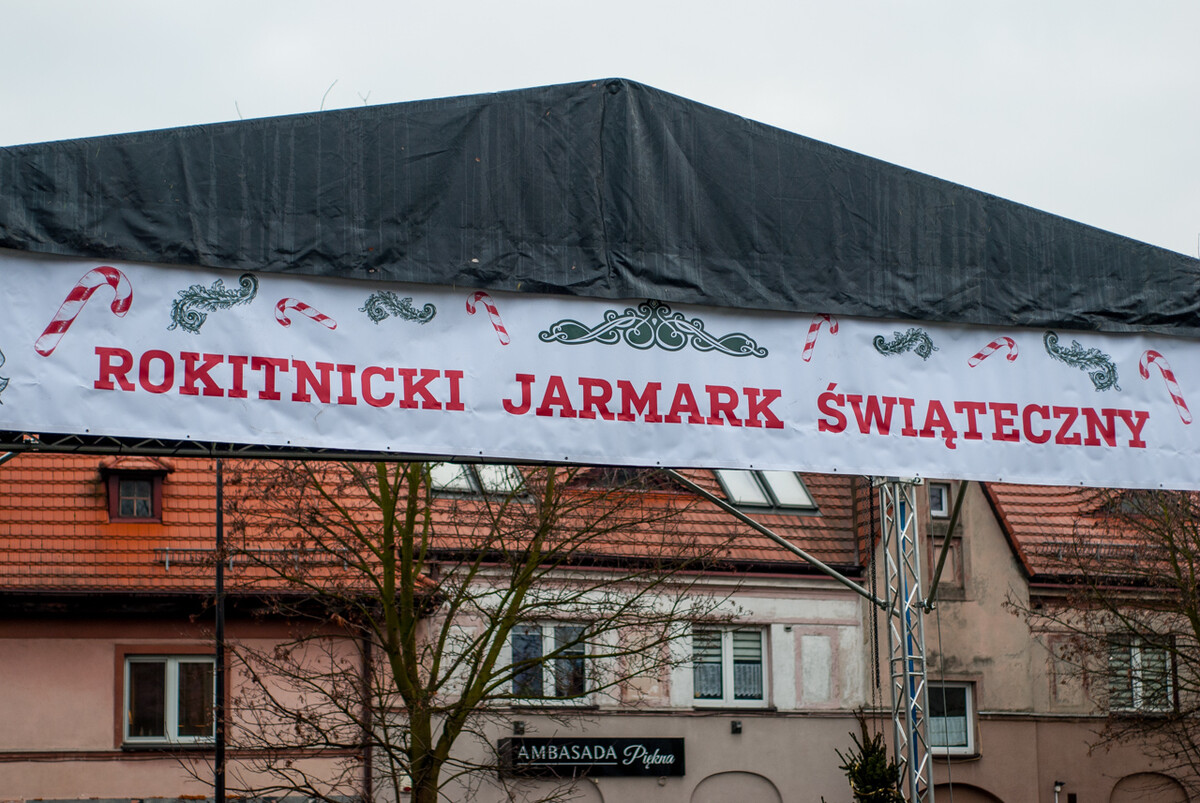 ROKITNICKI JARMARK ŚWIĄTECZNY
AMBASADA Piękna